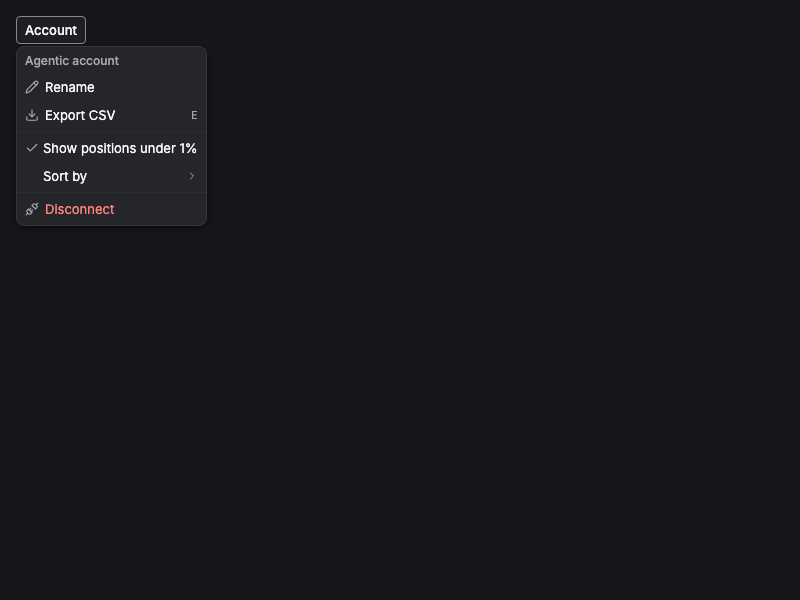 Account
Agentic account
Rename
Export CSV E
Show positions under 1%
Sort by
Disconnect